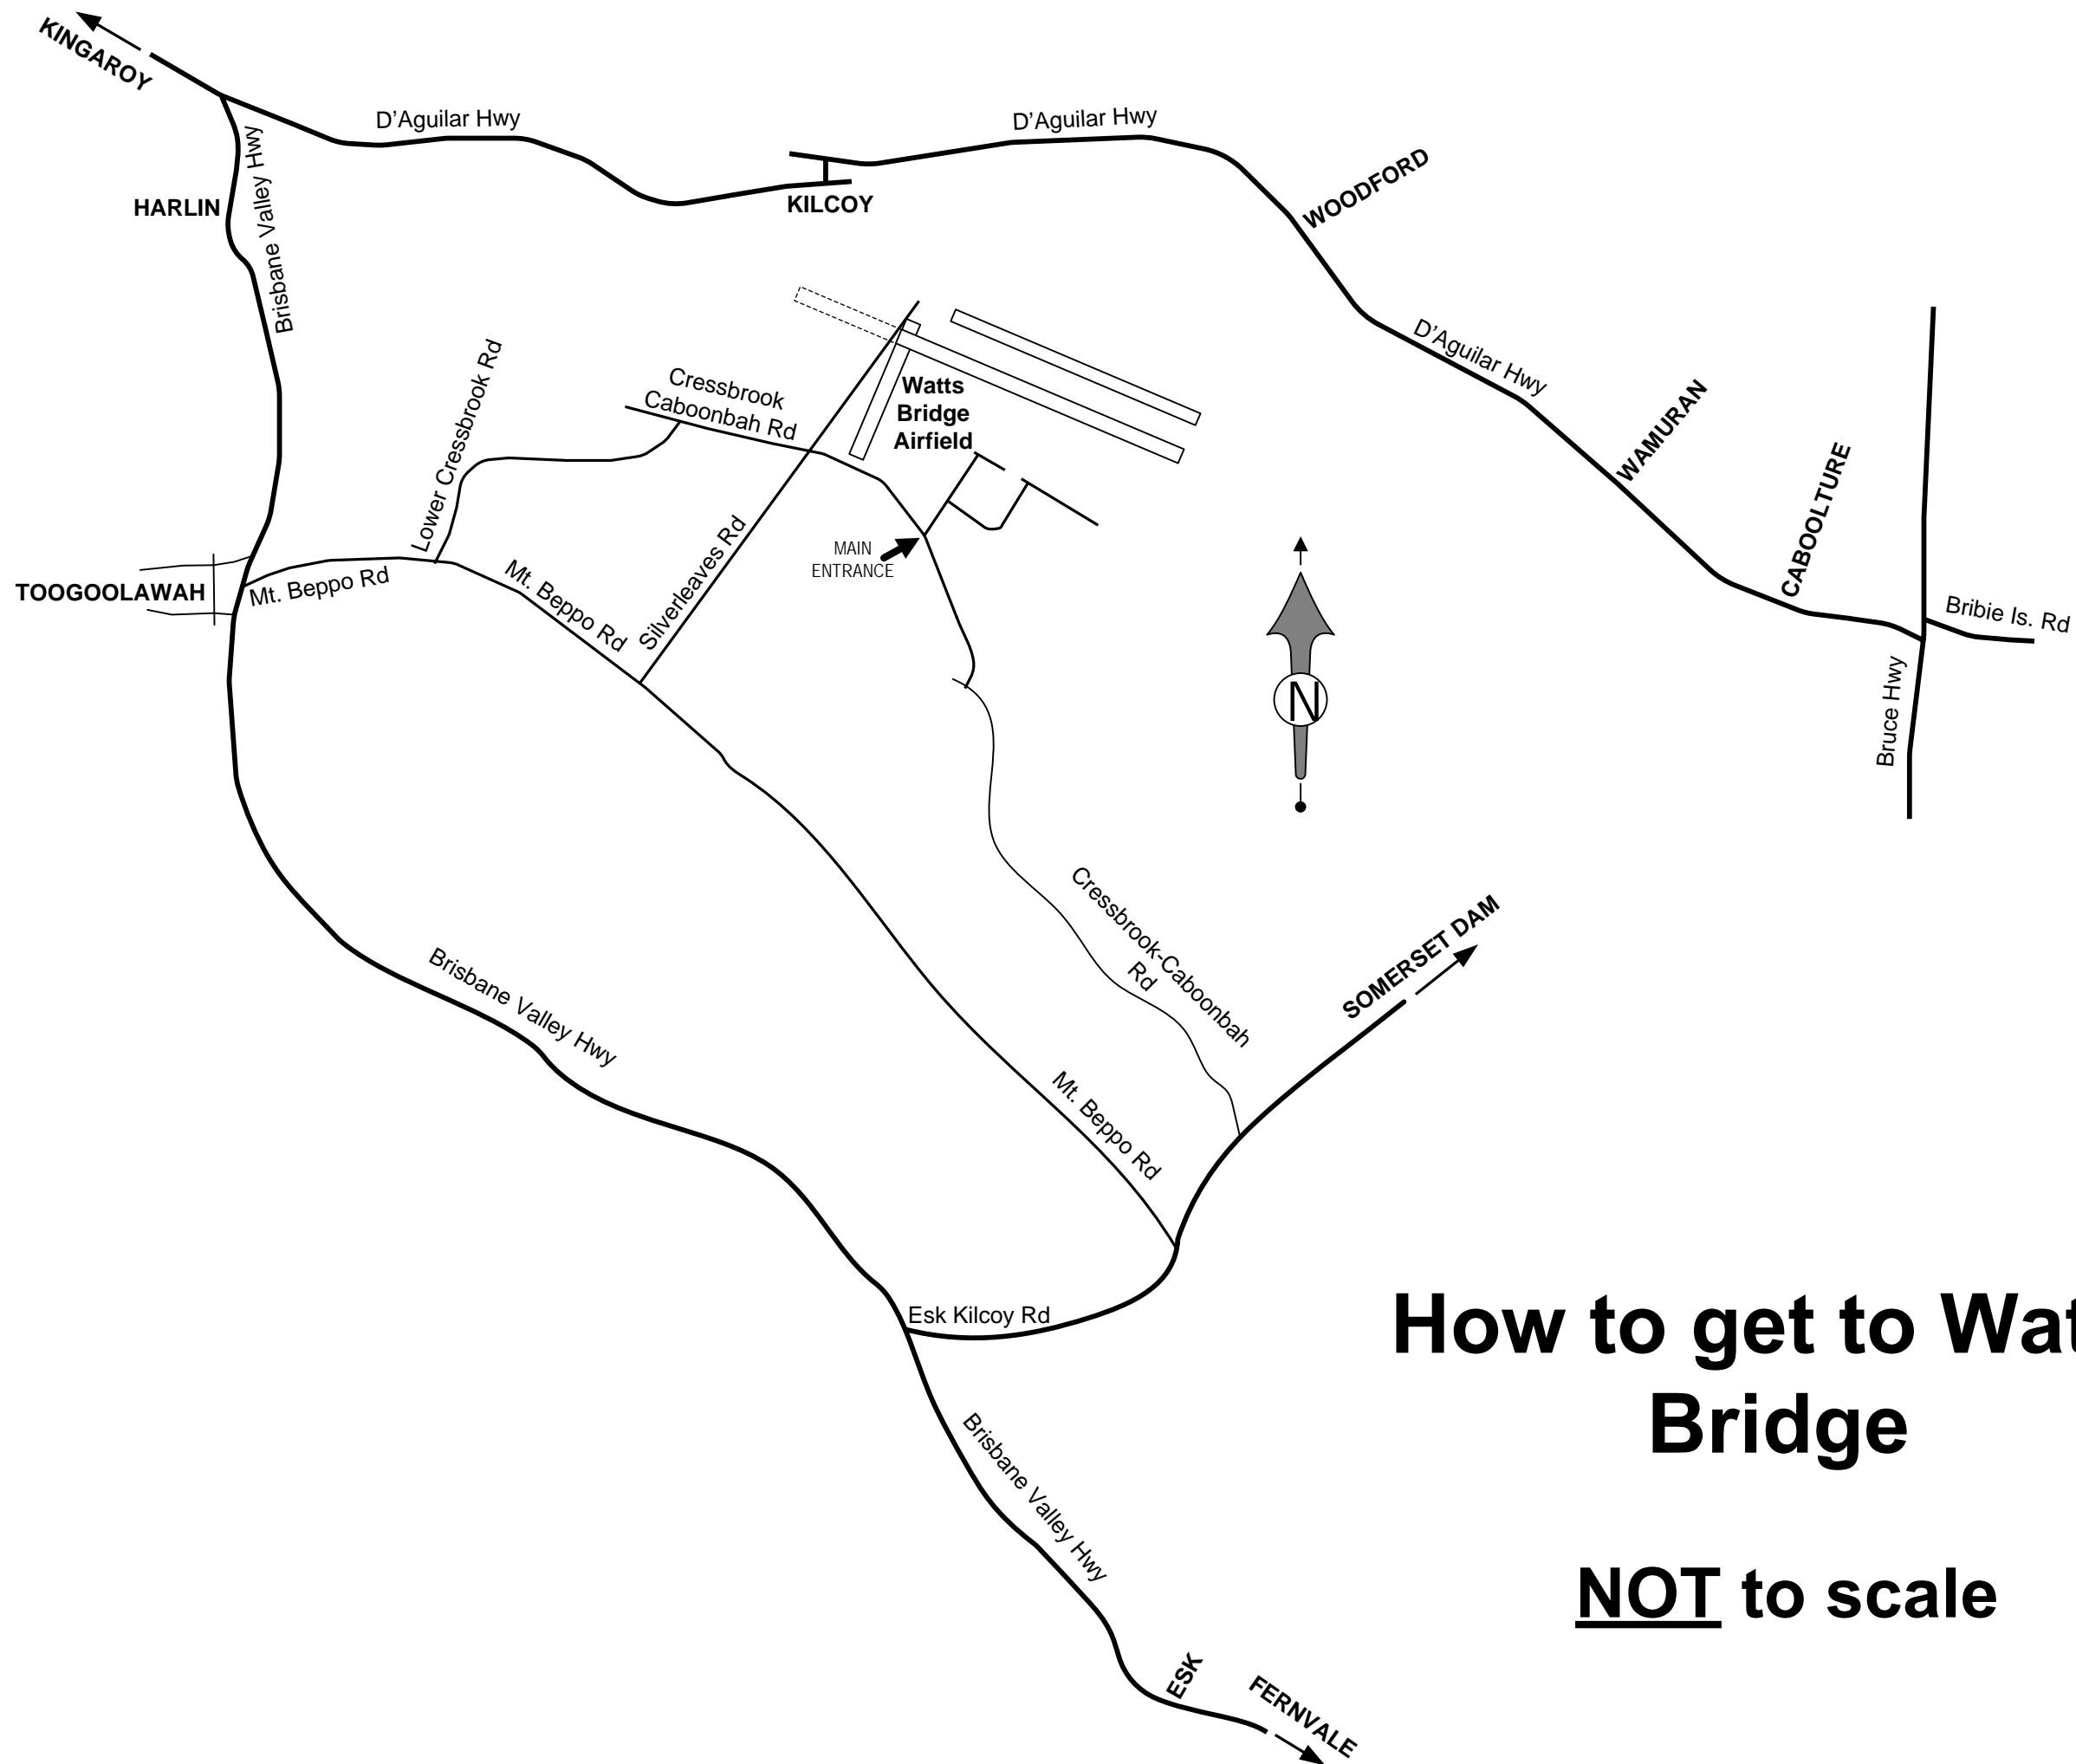 KINGAROY
D'Aguilar Hwy
D'Aguilar Hwy
WOODFORD
KILCOY
HARLIN
Brisbane Valley Hwy
D'Aguilar Hwy
WAMURAN
CABOOLTURE
Bribie Is. Rd
Bruce Hwy
Lower Cressbrook Rd
Cressbrook
Caboonbah Rd
Watts
Bridge
Airfield
MAIN
ENTRANCE
Silverleaves Rd
TOOGOOLAWAH
Mt. Beppo Rd
Mt. Beppo Rd
N
Cressbrook-Caboonbah
Rd
SOMERSET DAM
Brisbane Valley Hwy
Mt. Beppo Rd
Esk Kilcoy Rd
How to get to Wat
Bridge
Brisbane Valley Hwy
NOT to scale
ESK
FERNVALE